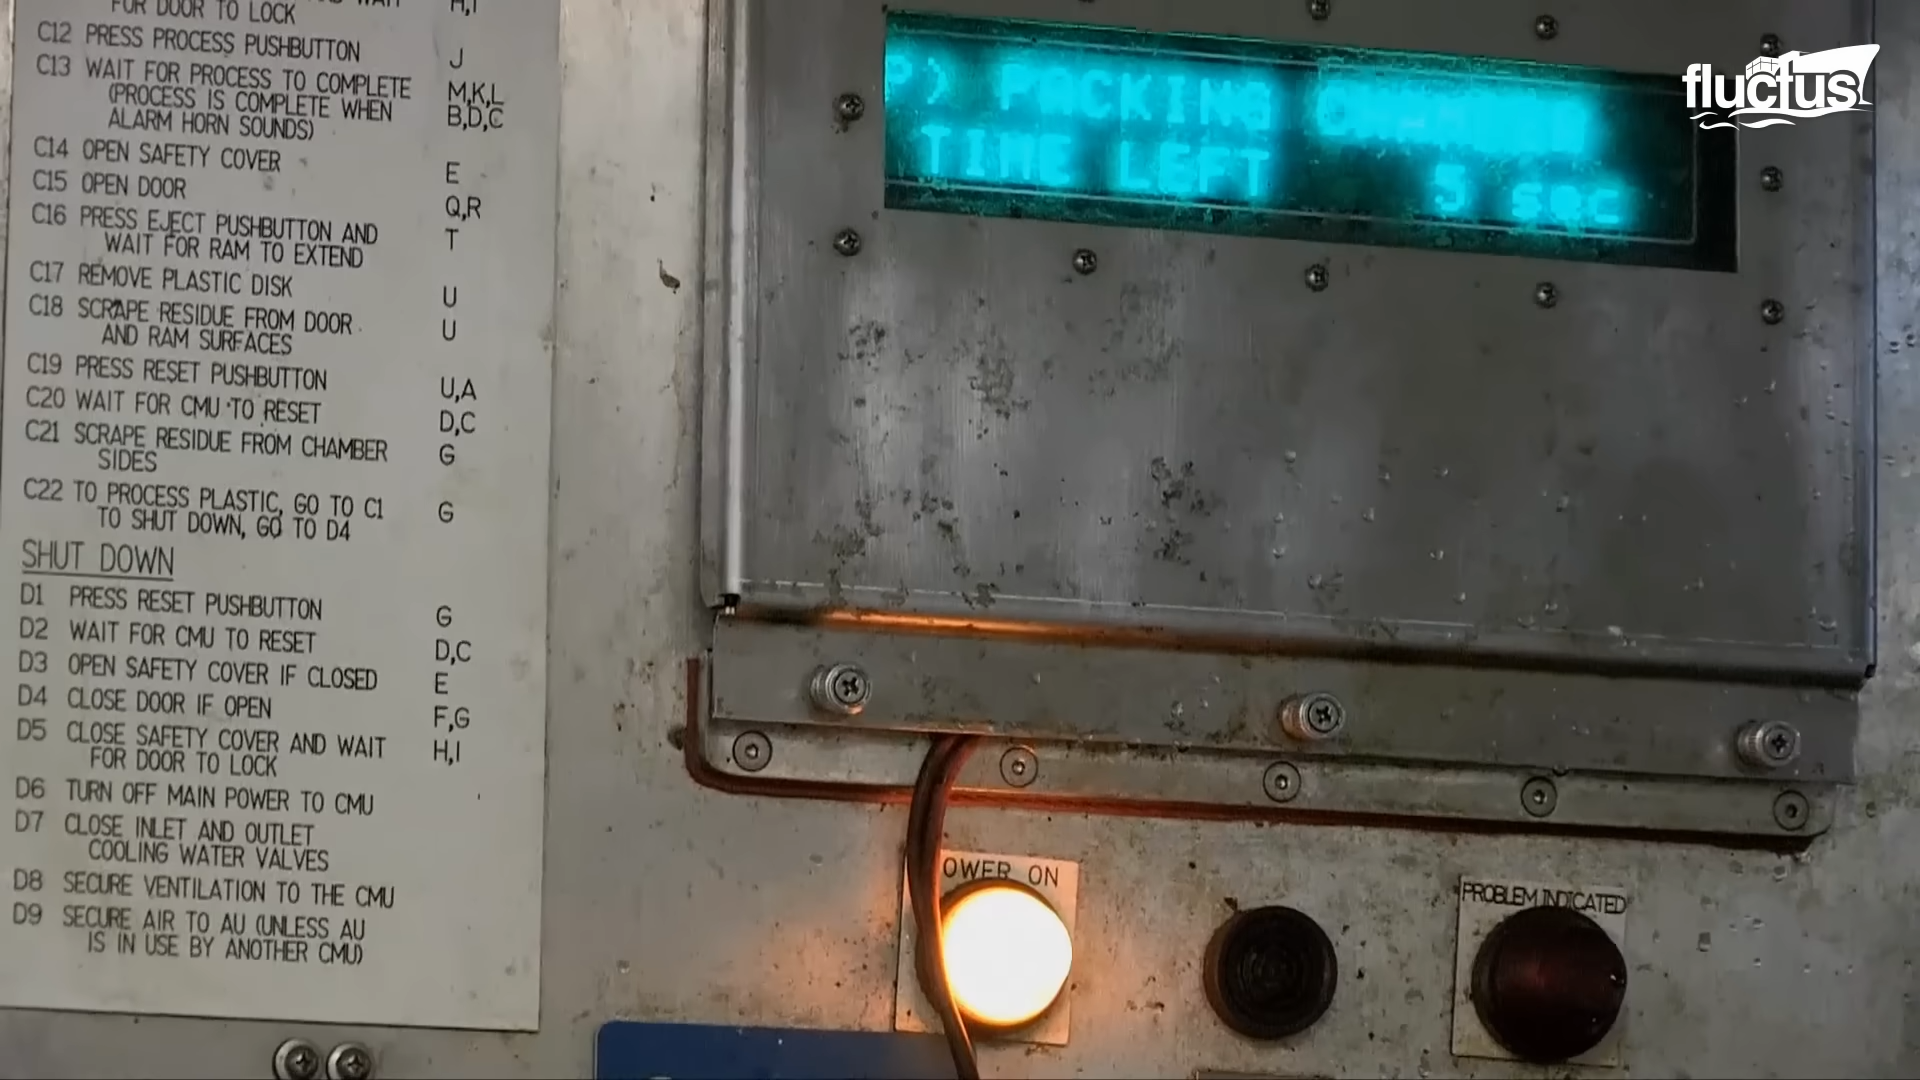 FOR DOOR TO LOCK H,I
C12 PRESS PROCESS PUSHBUTTON J
C13 WAIT FOR PROCESS TO COMPLETE M,K,L
(PROCESS IS COMPLETE WHEN B,D,C
ALARM HORN SOUNDS)
C14 OPEN SAFETY COVER E
C15 OPEN DOOR Q,R
C16 PRESS EJECT PUSHBUTTON AND T
WAIT FOR RAM TO EXTEND
C17 REMOVE PLASTIC DISK U
C18 SCRAPE RESIDUE FROM DOOR U
AND RAM SURFACES
C19 PRESS RESET PUSHBUTTON U,A
C20 WAIT FOR CMU TO RESET D,C
C21 SCRAPE RESIDUE FROM CHAMBER G
SIDES
C22 TO PROCESS PLASTIC, GO TO C1 G
TO SHUT DOWN, GO TO D4
SHUT DOWN
D1 PRESS RESET PUSHBUTTON G
D2 WAIT FOR CMU TO RESET D,C
D3 OPEN SAFETY COVER IF CLOSED E
D4 CLOSE DOOR IF OPEN F,G
D5 CLOSE SAFETY COVER AND WAIT H,I
FOR DOOR TO LOCK
D6 TURN OFF MAIN POWER TO CMU
D7 CLOSE INLET AND OUTLET
COOLING WATER VALVES
D8 SECURE VENTILATION TO THE CMU
D9 SECURE AIR TO AU (UNLESS AU
IS IN USE BY ANOTHER CMU)
P) PACKING CHAMBER
TIME LEFT 5 sec
fluctus
OWER ON
PROBLEM INDICATED